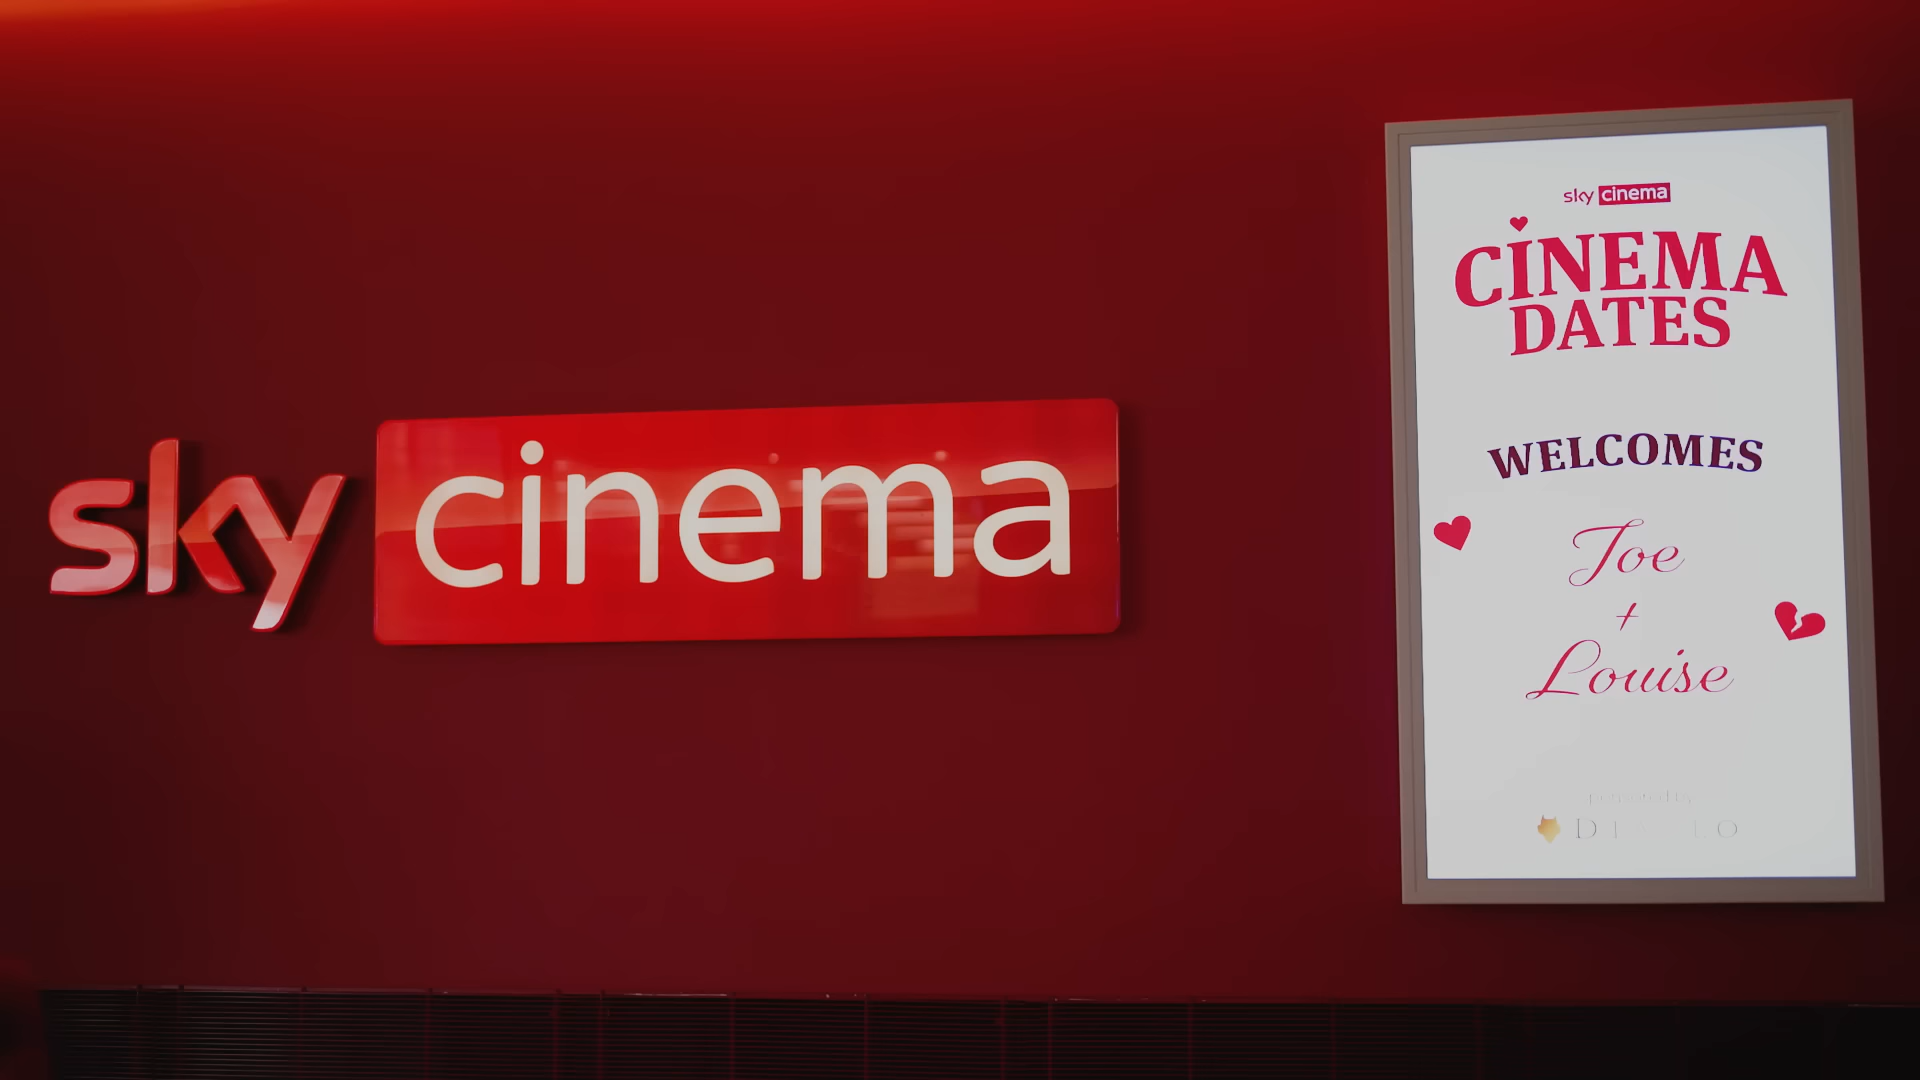 sky cinema
sky cinema
CiNEMA
DATES
WELCOMES
Joe
+
Louise